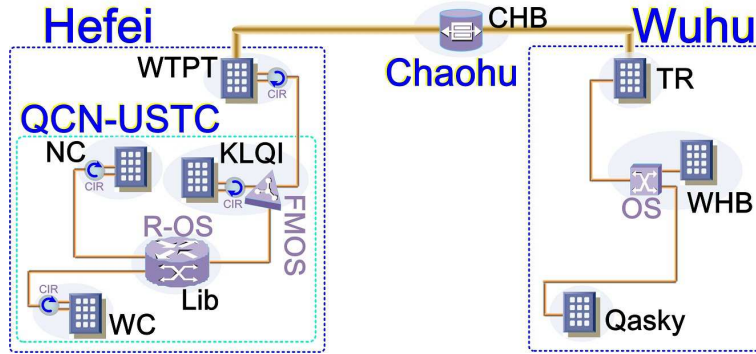 Hefei
CHB
Wuhu
WTPT
CIR
Chaohu
TR
QCN-USTC
NC
CIR
KLQI
CIR
FMOS
R-OS
OS
WHB
Lib
CIR
WC
Qasky